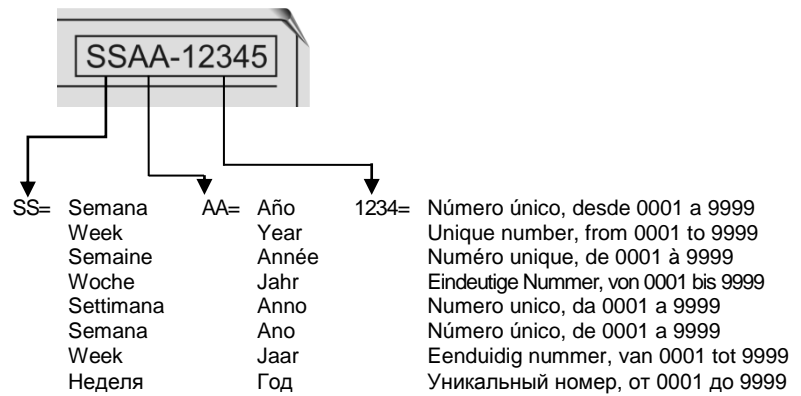 SSAA-12345
SS= Semana AA= Año 1234= Número único, desde 0001 a 9999
Week Year Unique number, from 0001 to 9999
Semaine Année Numéro unique, de 0001 à 9999
Woche Jahr Eindeutige Nummer, von 0001 bis 9999
Settimana Anno Numero unico, da 0001 a 9999
Semana Ano Número único, de 0001 a 9999
Week Jaar Eenduidig nummer, van 0001 tot 9999
Неделя Год Уникальный номер, от 0001 до 9999